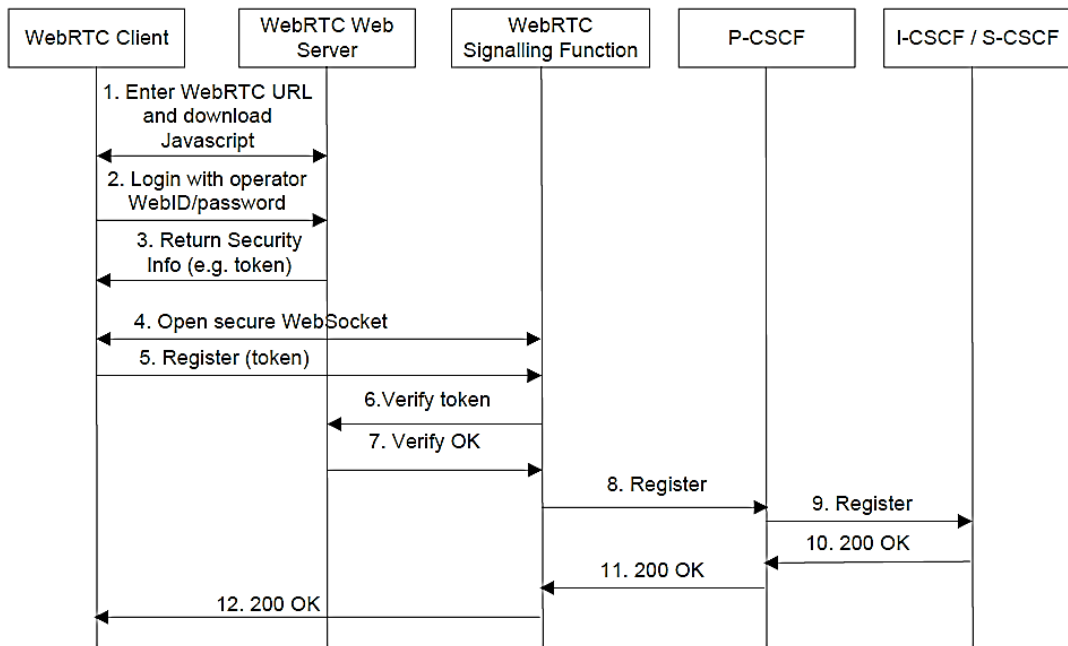 WebRTC Client
WebRTC Web
Server
WebRTC
Signalling Function
P-CSCF
I-CSCF / S-CSCF
1. Enter WebRTC URL
and download
Javascript
2. Login with operator
WebID/password
3. Return Security
Info (e.g. token)
4. Open secure WebSocket
5. Register (token)
6.Verify token
7. Verify OK
8. Register
9. Register
10. 200 OK
11. 200 OK
12. 200 OK